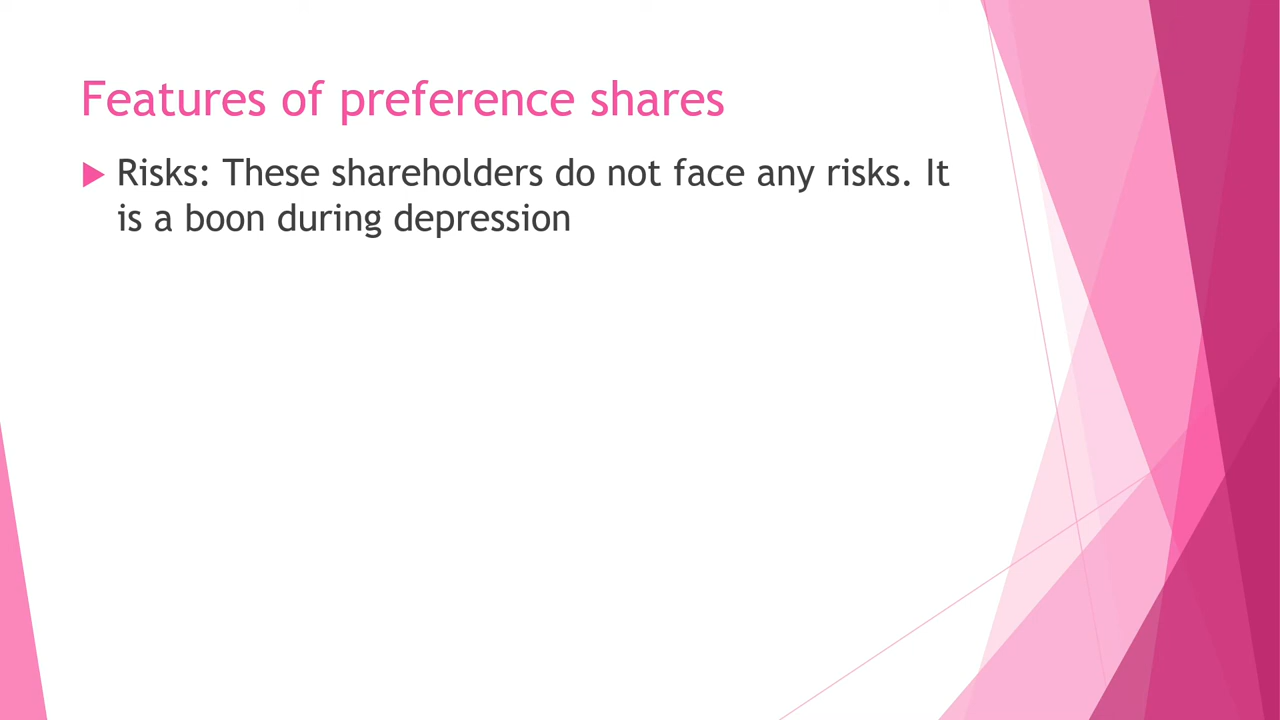 Features of preference shares
Risks: These shareholders do not face any risks. It
is a boon during depression